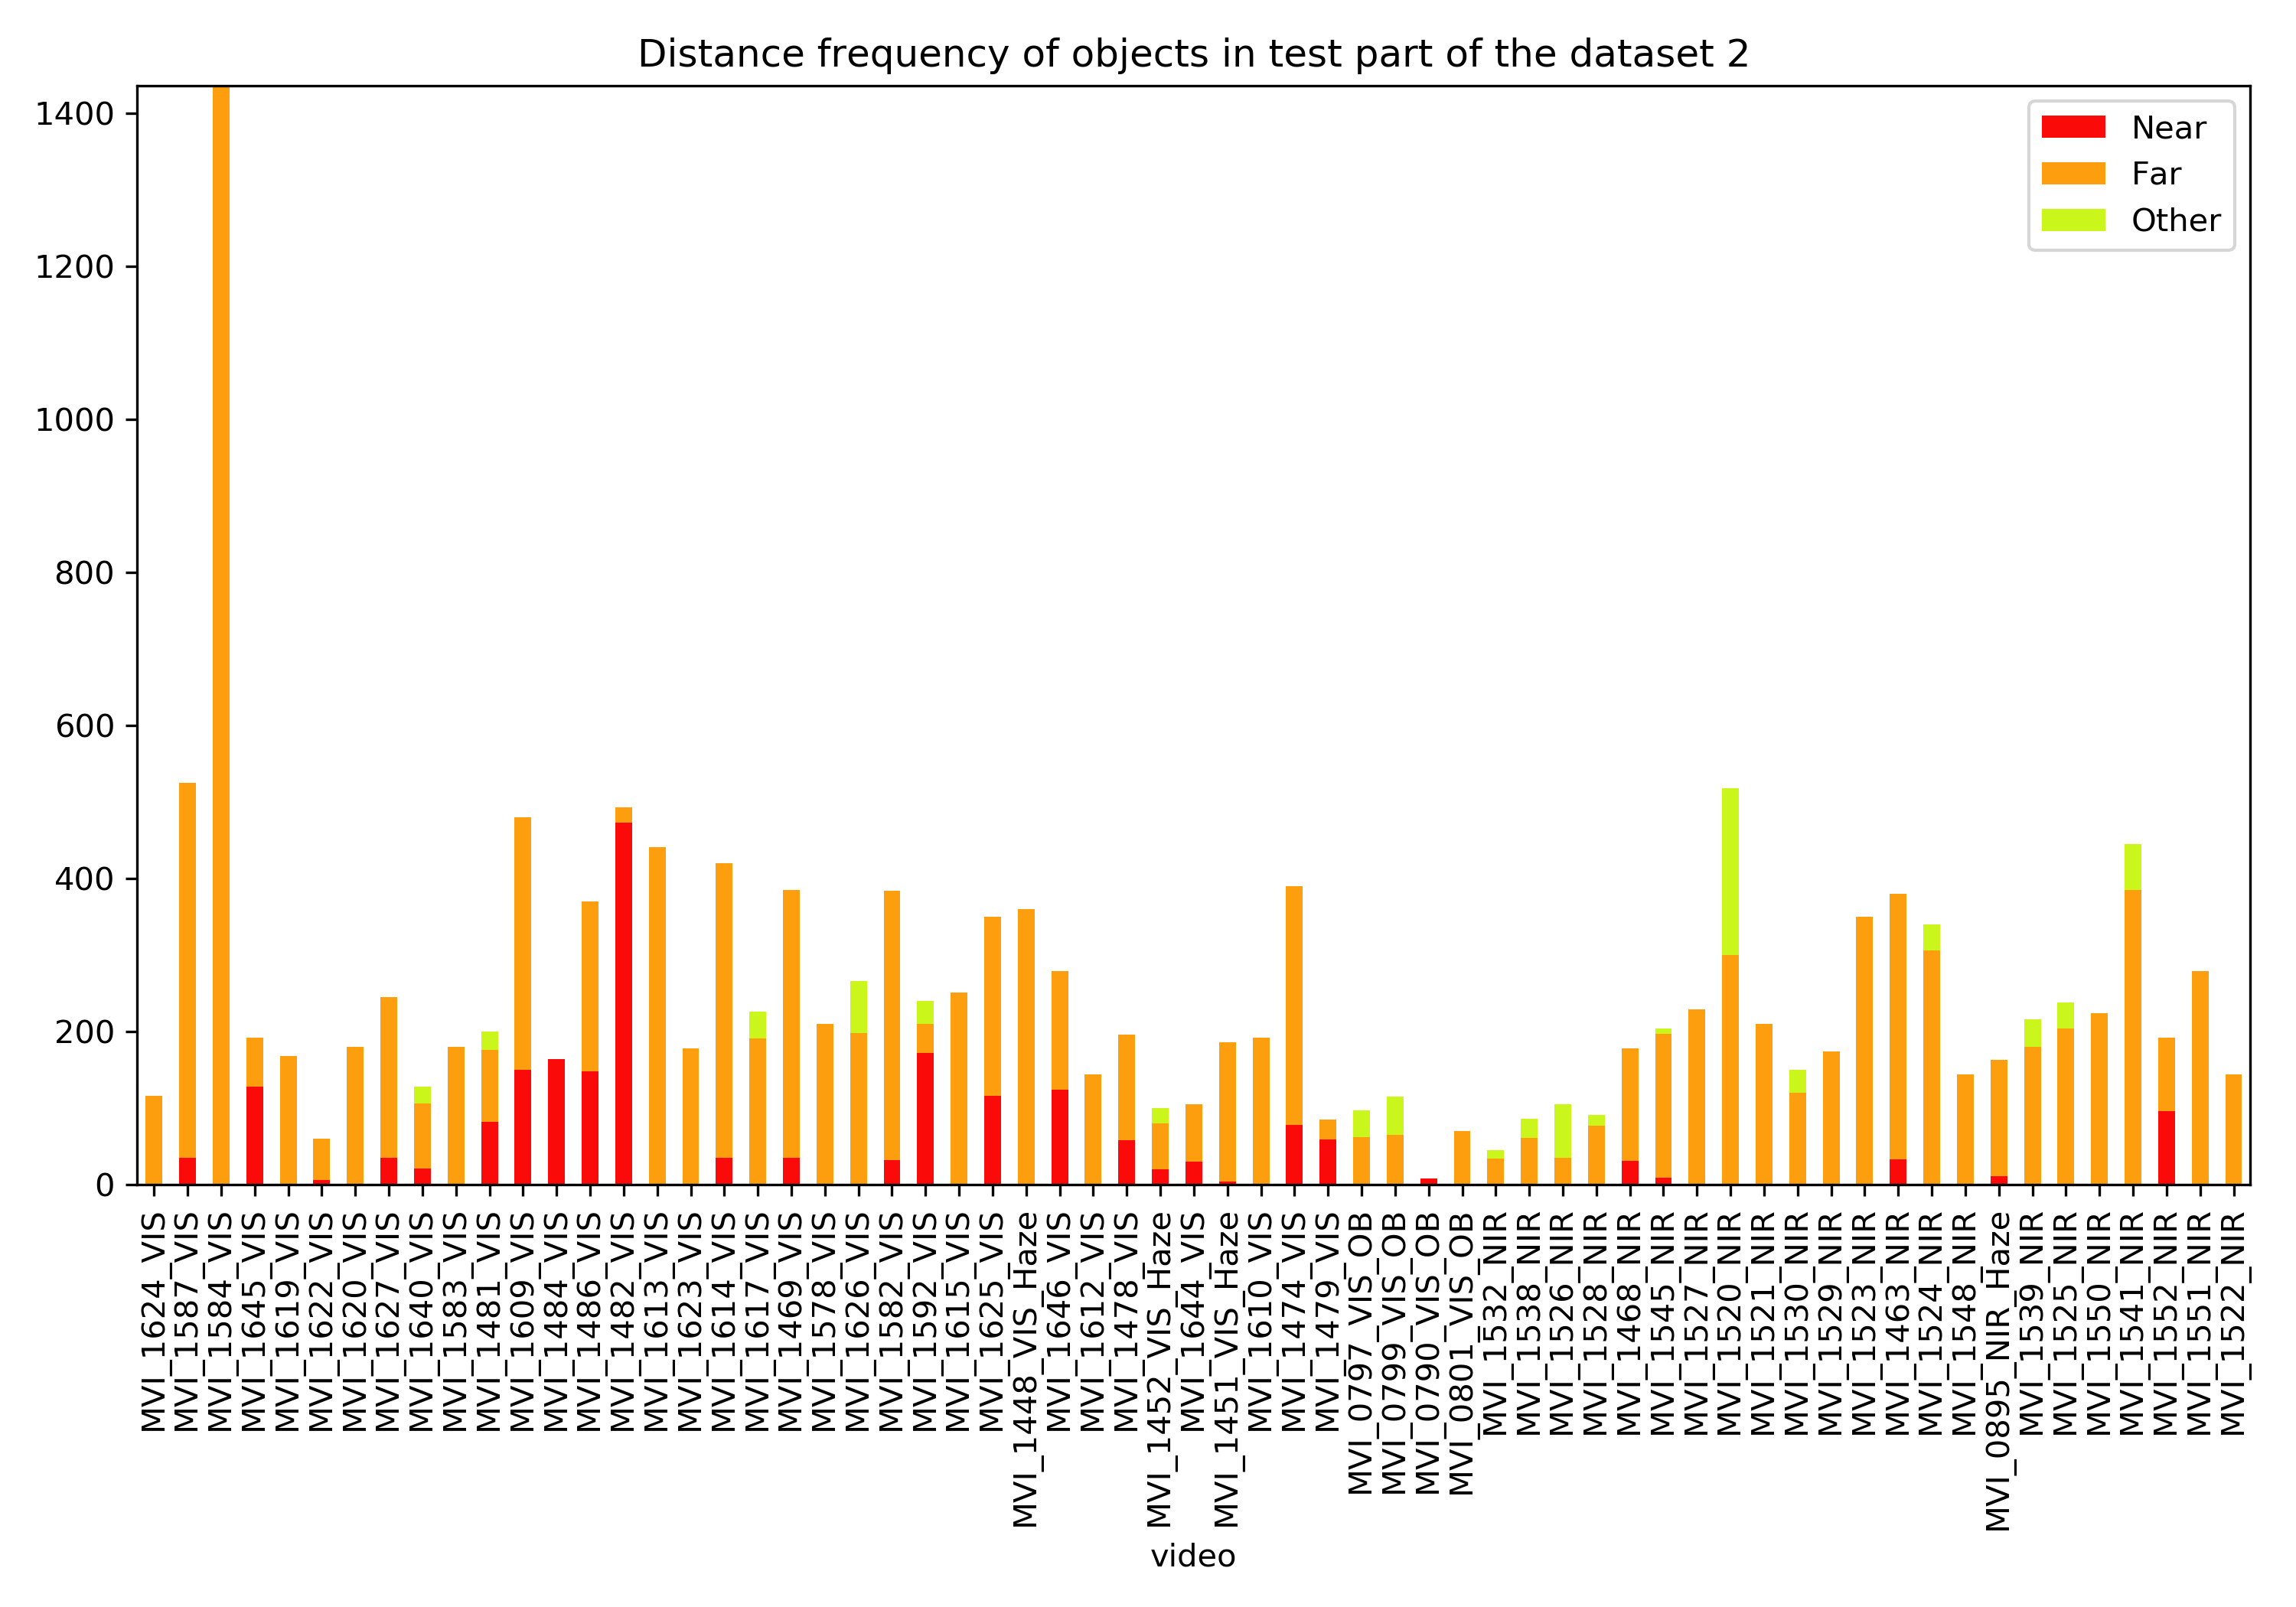 Distance frequency of objects in test part of the dataset 2
1400
1200
1000
800
600
400
200
0
Near
Far
Other
MVI_1624_VIS
MVI_1587_VIS
MVI_1584_VIS
MVI_1645_VIS
MVI_1619_VIS
MVI_1622_VIS
MVI_1620_VIS
MVI_1627_VIS
MVI_1640_VIS
MVI_1583_VIS
MVI_1481_VIS
MVI_1609_VIS
MVI_1484_VIS
MVI_1486_VIS
MVI_1482_VIS
MVI_1613_VIS
MVI_1623_VIS
MVI_1614_VIS
MVI_1617_VIS
MVI_1469_VIS
MVI_1578_VIS
MVI_1626_VIS
MVI_1582_VIS
MVI_1592_VIS
MVI_1615_VIS
MVI_1625_VIS
MVI_1448_VIS_Haze
MVI_1646_VIS
MVI_1612_VIS
MVI_1478_VIS
MVI_1452_VIS_Haze
MVI_1644_VIS
MVI_1451_VIS_Haze
MVI_1610_VIS
MVI_1474_VIS
MVI_1479_VIS
MVI_0797_VIS_OB
MVI_0799_VIS_OB
MVI_0790_VIS_OB
MVI_0801_VIS_OB
MVI_1532_NIR
MVI_1538_NIR
MVI_1526_NIR
MVI_1528_NIR
MVI_1468_NIR
MVI_1545_NIR
MVI_1527_NIR
MVI_1520_NIR
MVI_1521_NIR
MVI_1530_NIR
MVI_1529_NIR
MVI_1523_NIR
MVI_1463_NIR
MVI_1524_NIR
MVI_1548_NIR
MVI_0895_NIR_Haze
MVI_1539_NIR
MVI_1525_NIR
MVI_1550_NIR
MVI_1541_NIR
MVI_1552_NIR
MVI_1551_NIR
MVI_1522_NIR
video